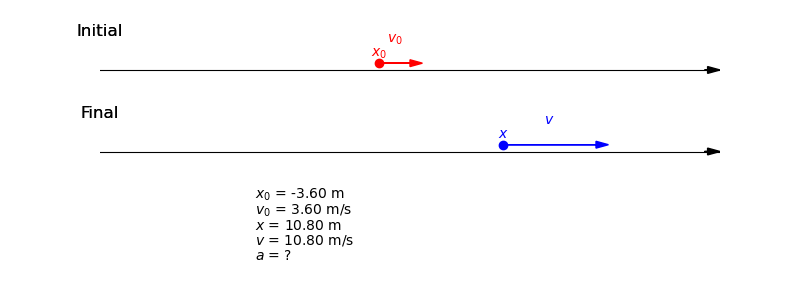 Initial
v₀
x₀
Final
v
x
x₀ = -3.60 m
v₀ = 3.60 m/s
x = 10.80 m
v = 10.80 m/s
a = ?